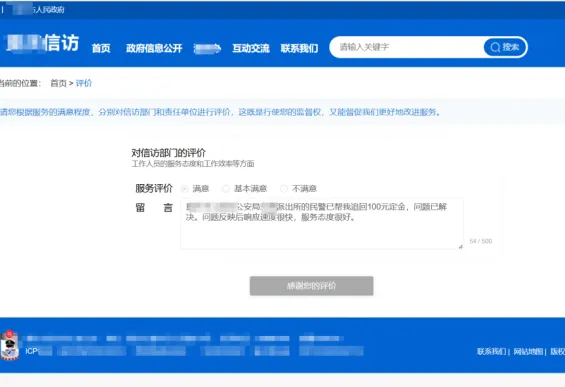 人民政府
信访
首页 政府信息公开 互动交流 联系我们 请输入关键字 搜索
当前的位置: 首页 > 评价
请您根据服务的满意程度，分别对信访部门和责任单位进行评价，这既是行使您的监督权，又能督促我们更好地改进服务。
对信访部门的评价
工作人员的服务态度和工作效率等方面
服务评价 满意 基本满意 不满意
留 言 公安局 派出所的民警已帮我追回100元定金，问题已解
决。问题反映后响应速度很快，服务态度很好。
54 / 500
感谢您的评价
ICP
联系我们 | 网站地图 | 版权